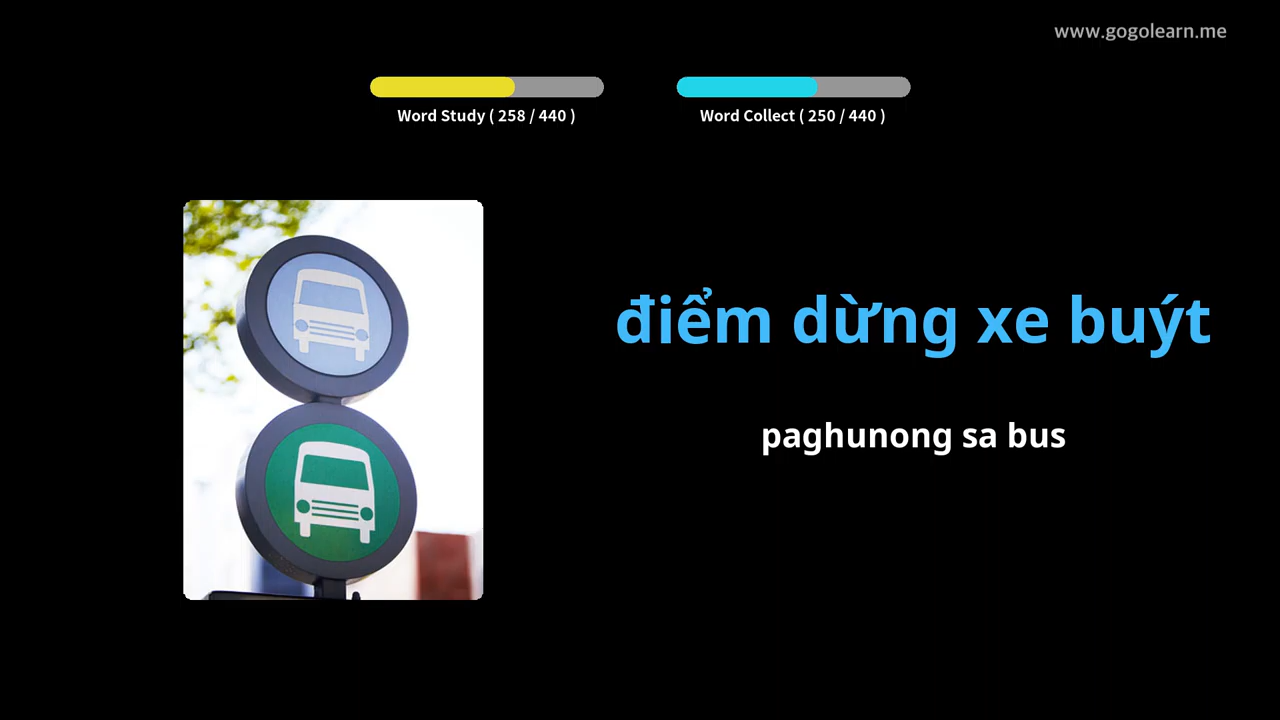 www.gogolearn.me
Word Study ( 258 / 440 )
Word Collect ( 250 / 440 )
điểm dừng xe buýt
paghunong sa bus